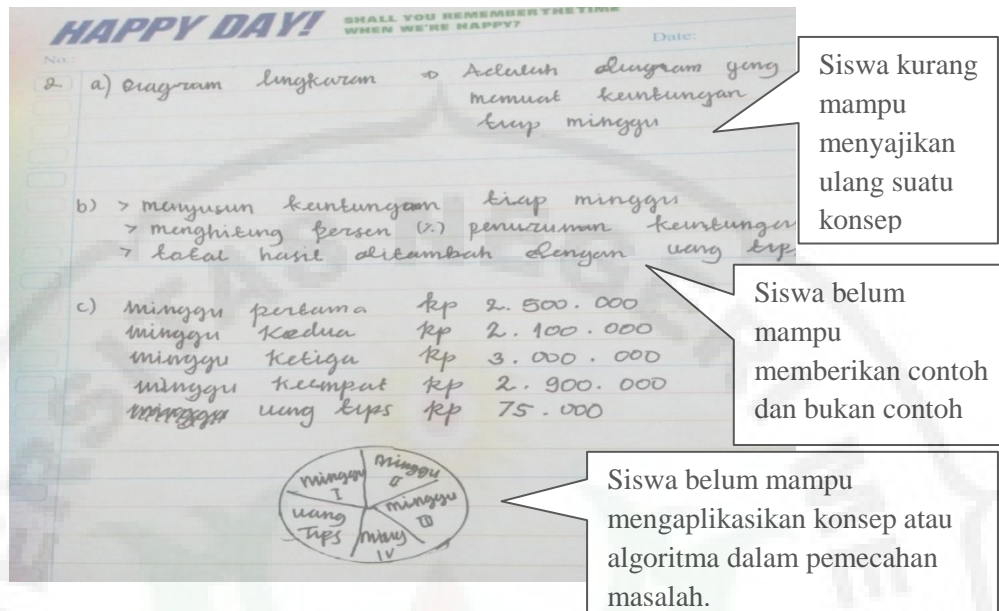 HAPPY DAY!
SHALL YOU REMEMBER THE TIME
WHEN WE'RE HAPPY?
No.:
Date:
2. a) Diagram lingkaran → Adalah diagram yang
memuat keuntungan
tiap minggu
Siswa kurang
mampu
menyajikan
ulang suatu
konsep
b) > menyusun keuntungan tiap minggu
> menghitung persen (%) penurunan keuntungan
> total hasil ditambah dengan uang tips
Siswa belum
mampu
memberikan contoh
dan bukan contoh
c) minggu pertama Rp 2.500.000
minggu kedua Rp 2.100.000
minggu ketiga Rp 3.000.000
minggu keempat Rp 2.900.000
uang tips Rp 75.000
minggu
I
minggu
II
minggu
III
ming
IV
uang
Tips
Siswa belum mampu
mengaplikasikan konsep atau
algoritma dalam pemecahan
masalah.